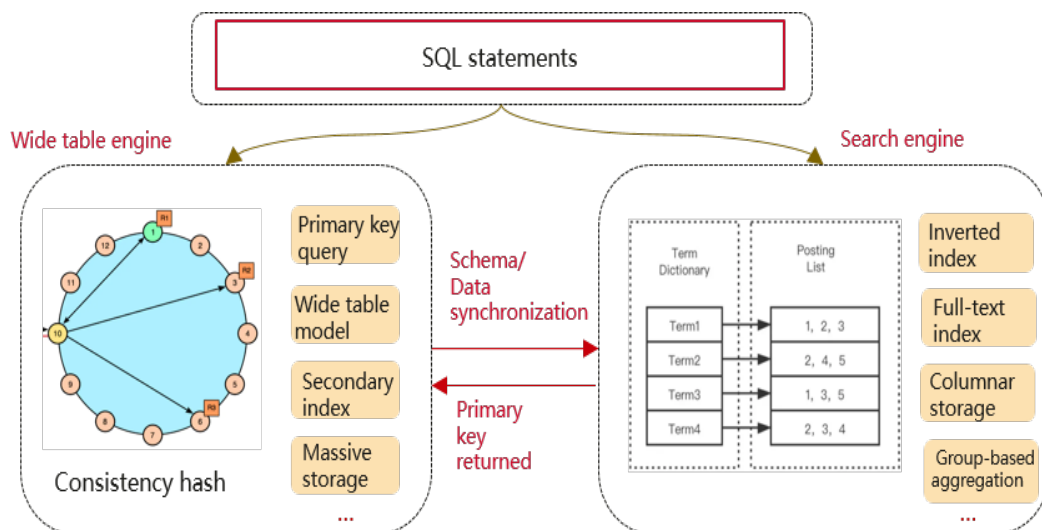 SQL statements
Wide table engine
Search engine
R1
1
12
2
11
R2
3
10
4
9
5
8
R3
6
7
Consistency hash
Primary key
query
Wide table
model
Secondary
index
Massive
storage
...
Schema/
Data
synchronization
Primary
key
returned
Term
Dictionary
Posting
List
Term1
1, 2, 3
Term2
2, 4, 5
Term3
1, 3, 5
Term4
2, 3, 4
Inverted
index
Full-text
index
Columnar
storage
Group-based
aggregation
...